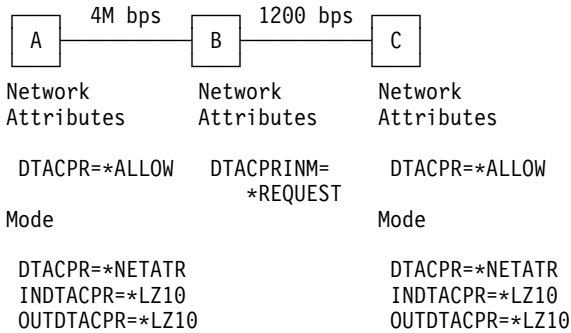 4M bps 1200 bps
A B C
Network Network Network
Attributes Attributes Attributes
DTACPR=*ALLOW DTACPRINM= DTACPR=*ALLOW
*REQUEST
Mode Mode
DTACPR=*NETATR DTACPR=*NETATR
INDTACPR=*LZ10 INDTACPR=*LZ10
OUTDTACPR=*LZ10 OUTDTACPR=*LZ10